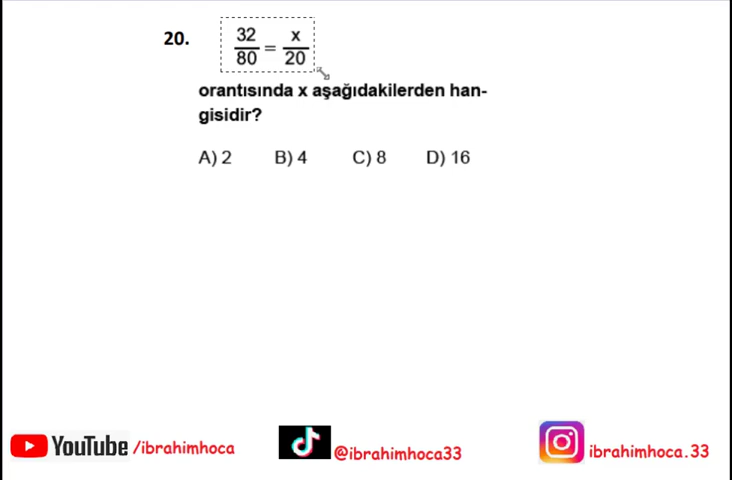 20. 32/80 = x/20
orantısında x aşağıdakilerden han-
gisidir?
A) 2 B) 4 C) 8 D) 16
YouTube /ibrahimhoca @ibrahimhoca33 ibrahimhoca.33